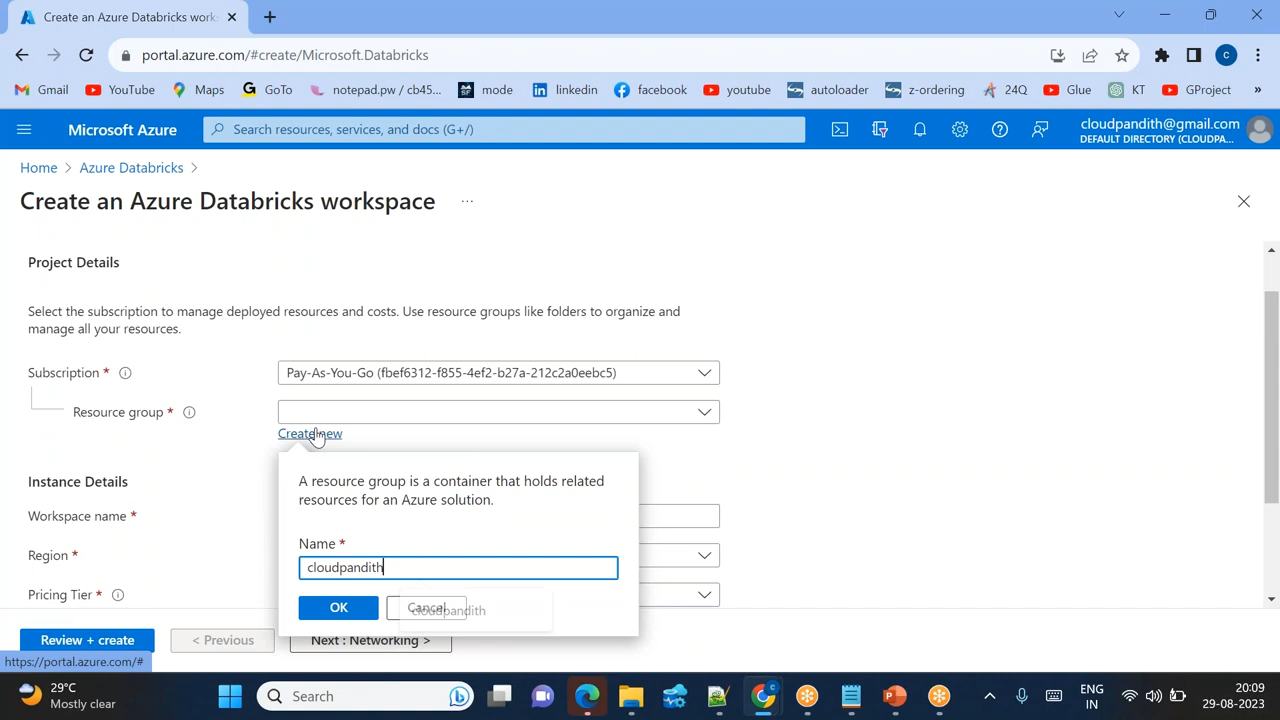 Create an Azure Databricks works
portal.azure.com/#create/Microsoft.Databricks
Gmail YouTube Maps GoTo notepad.pw / cb45... mode linkedin facebook youtube autoloader z-ordering 24Q Glue KT GProject »
Microsoft Azure Search resources, services, and docs (G+/) cloudpandith@gmail.com
DEFAULT DIRECTORY (CLOUDPA...
Home > Azure Databricks >
Create an Azure Databricks workspace ...
Project Details
Select the subscription to manage deployed resources and costs. Use resource groups like folders to organize and
manage all your resources.
Subscription * Pay-As-You-Go (fbef6312-f855-4ef2-b27a-212c2a0eebc5)
Resource group *
Create new
A resource group is a container that holds related
resources for an Azure solution.
Instance Details
Workspace name *
Name *
Region *
cloudpandith
Pricing Tier *
OK Cancel
cloudpandith
Review + create < Previous Next : Networking >
https://portal.azure.com/#
29°C
Mostly clear
Search
ENG
IN
20:09
29-08-2023